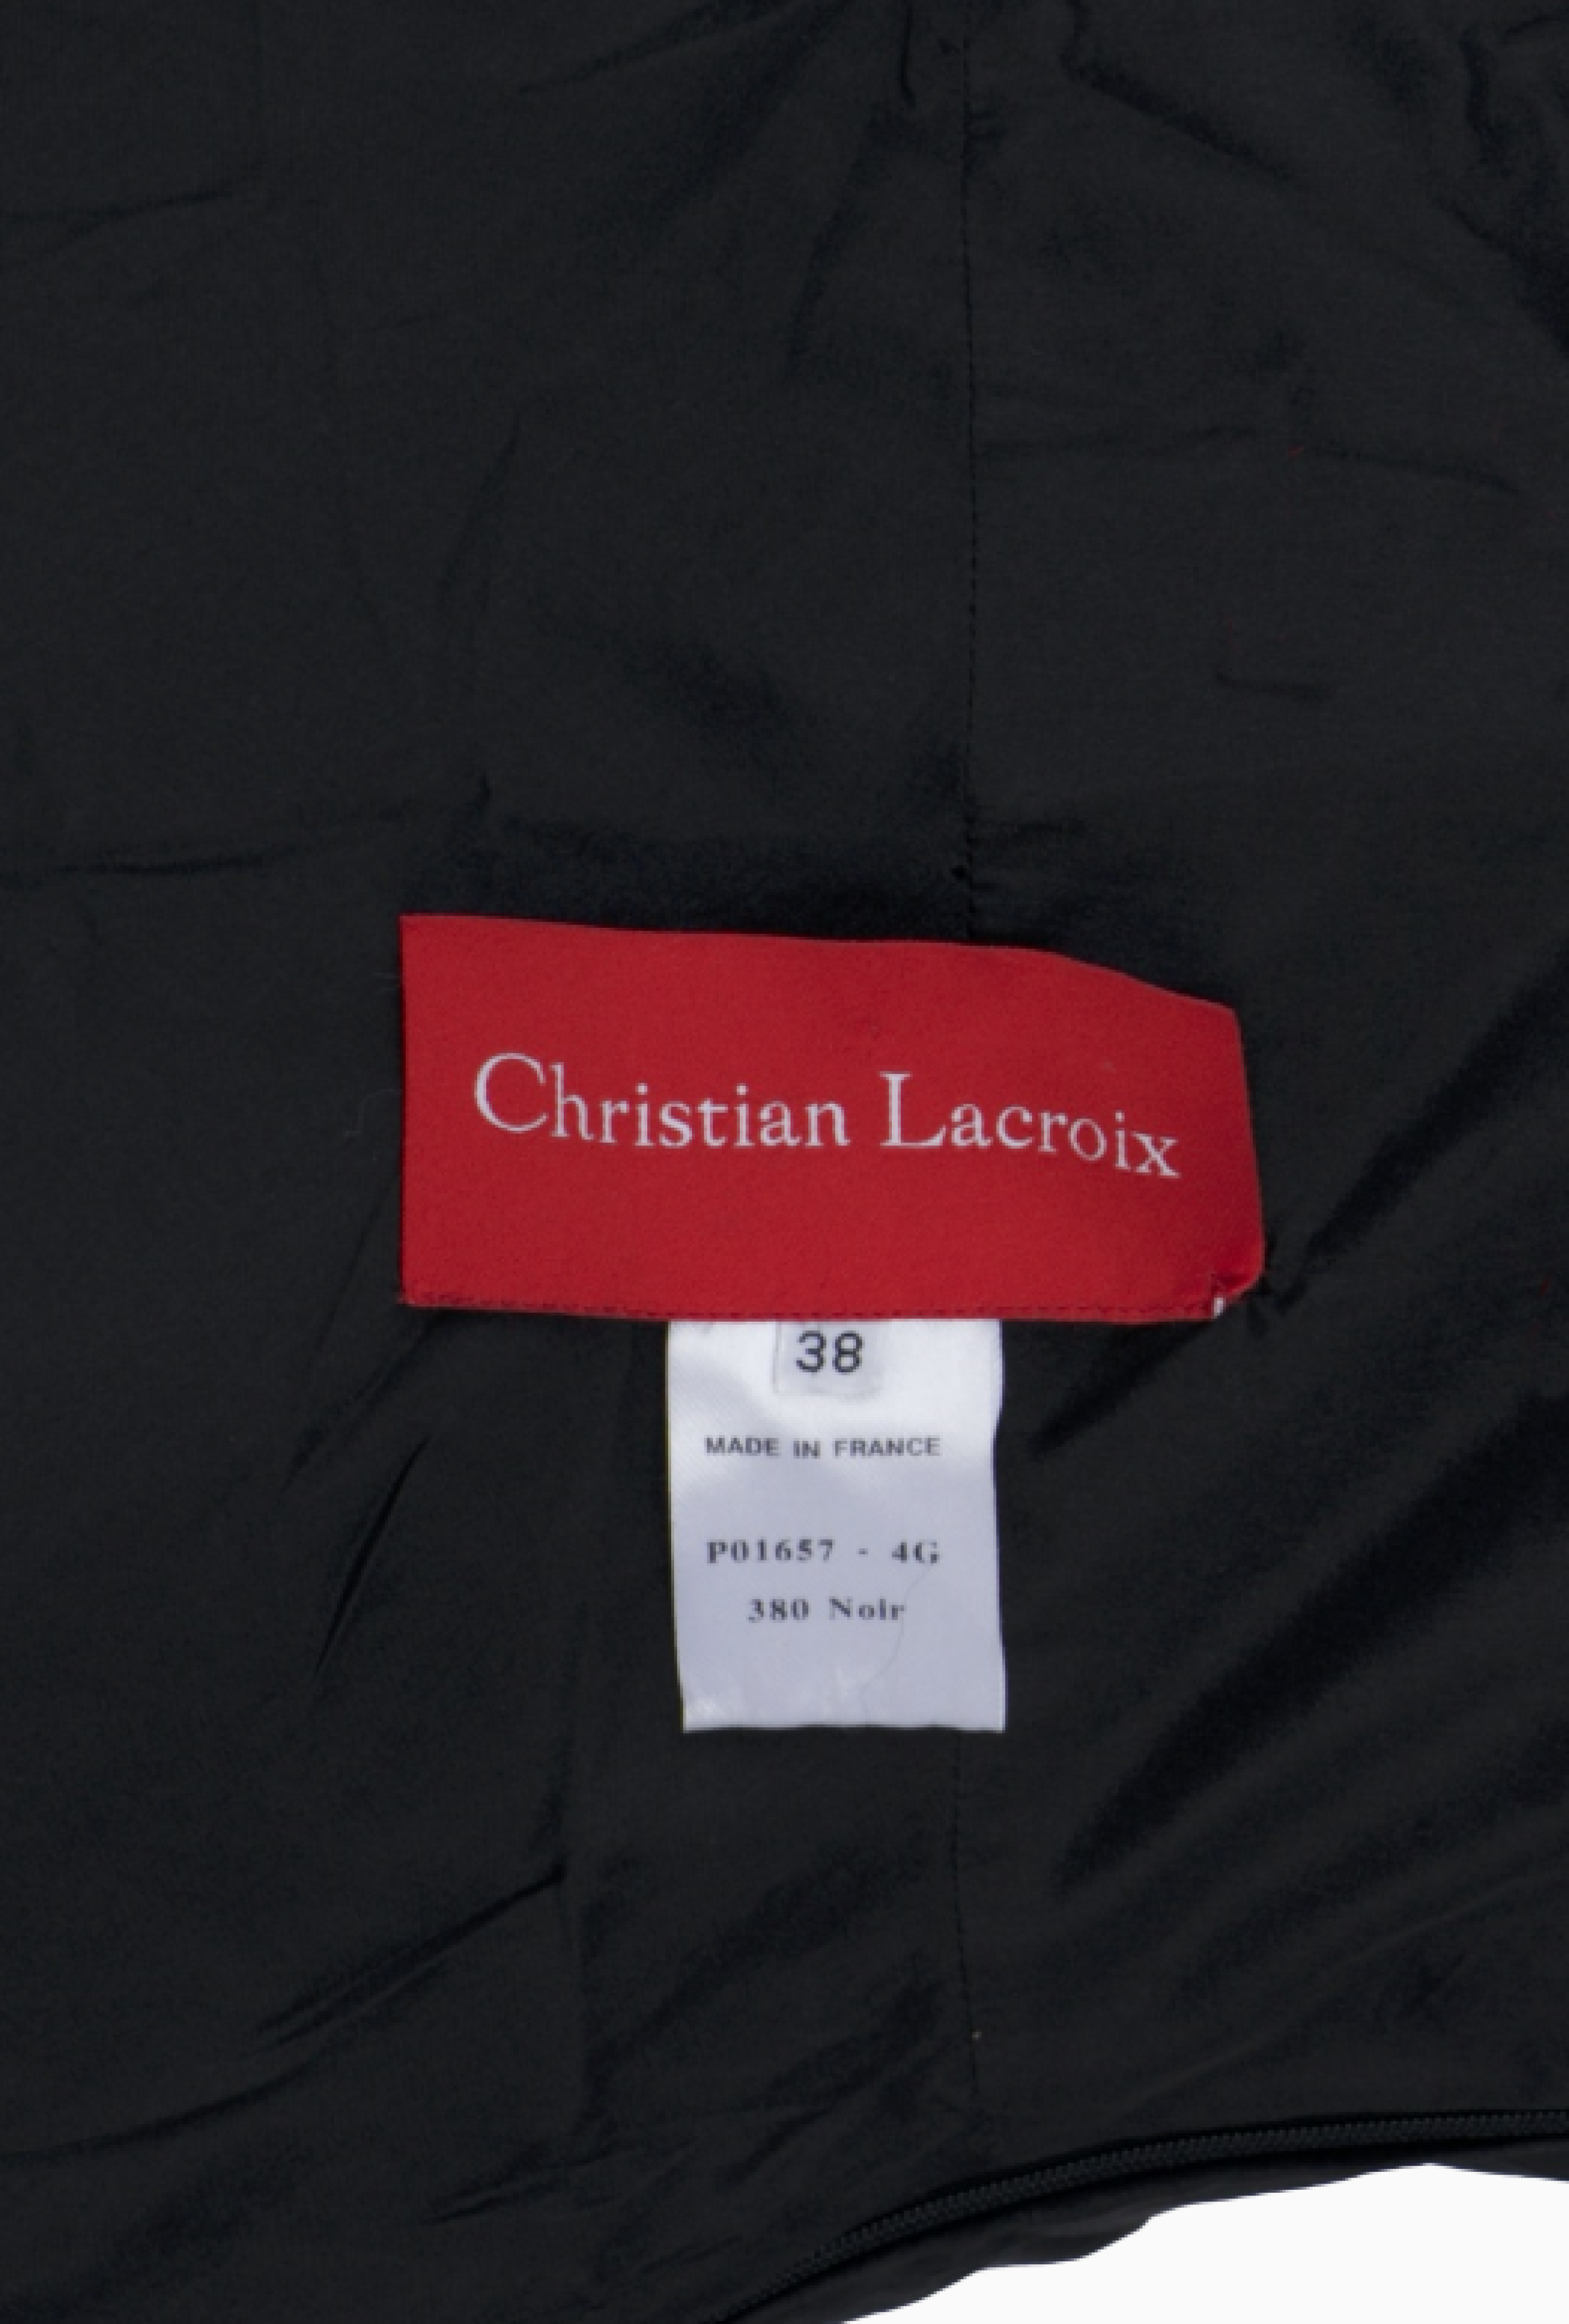 Christian Lacroix
38
MADE IN FRANCE
P01657 - 4G
380 Noir